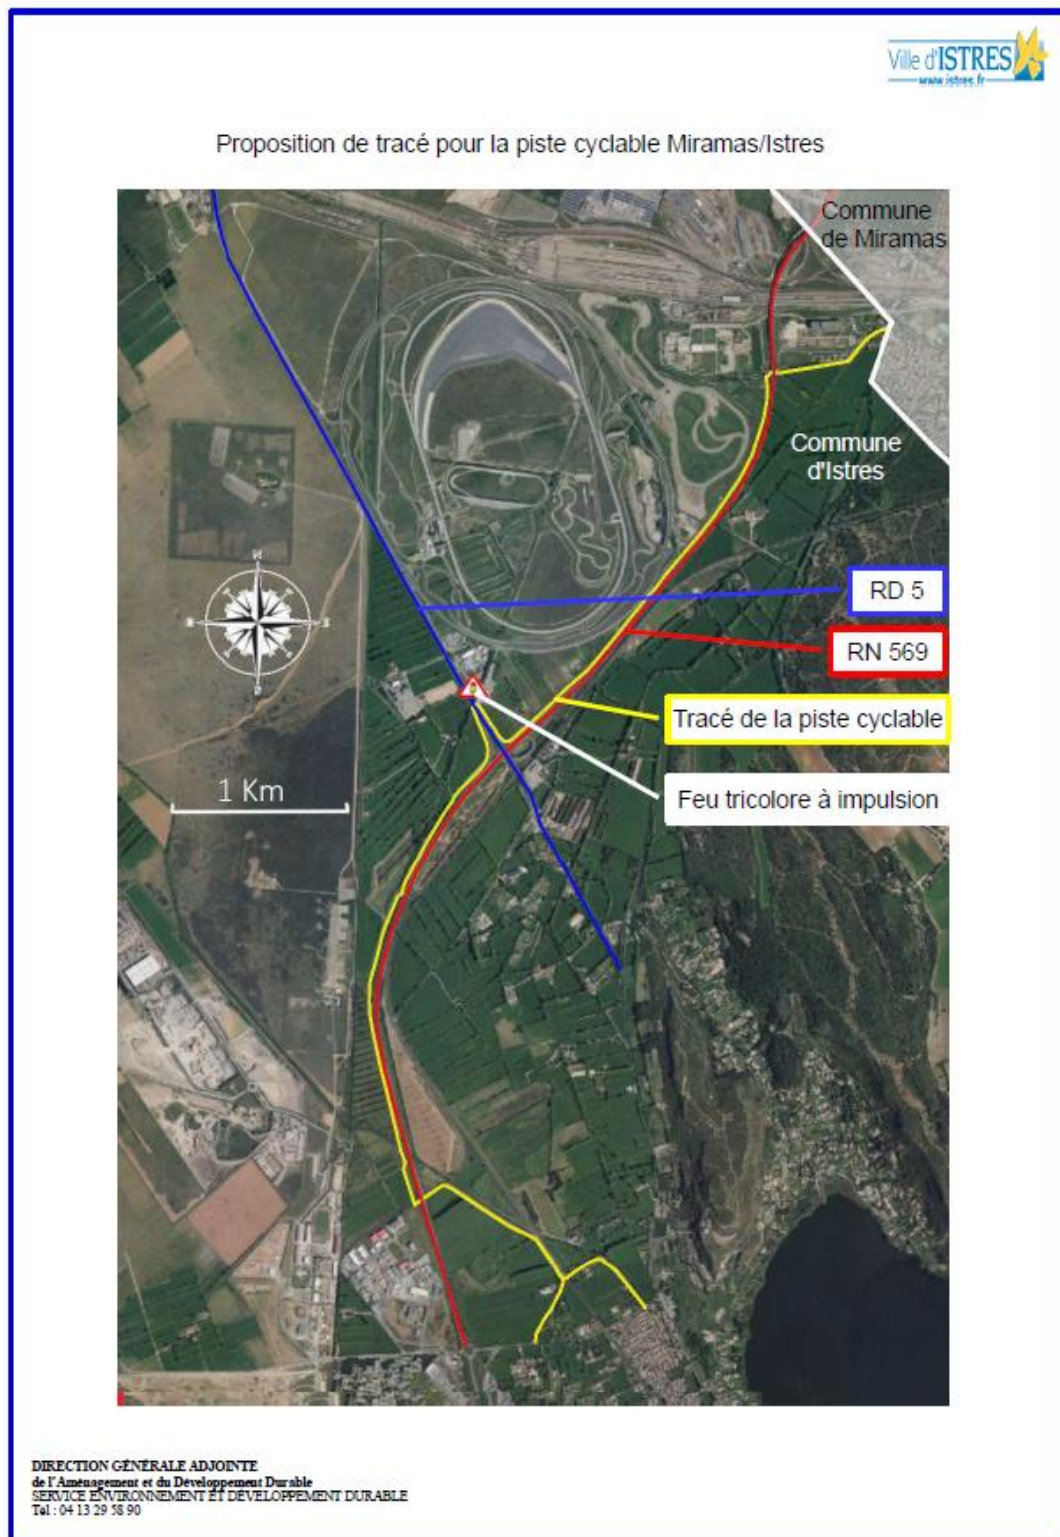 Ville d'ISTRES
www.istres.fr
Proposition de tracé pour la piste cyclable Miramas/Istres
Commune
de Miramas
Commune
d'Istres
RD 5
RN 569
Tracé de la piste cyclable
Feu tricolore à impulsion
1 Km
DIRECTION GÉNÉRALE ADJOINTE
de l'Aménagement et du Développement Durable
SERVICE ENVIRONNEMENT ET DÉVELOPPEMENT DURABLE
Tél : 04 13 29 58 90